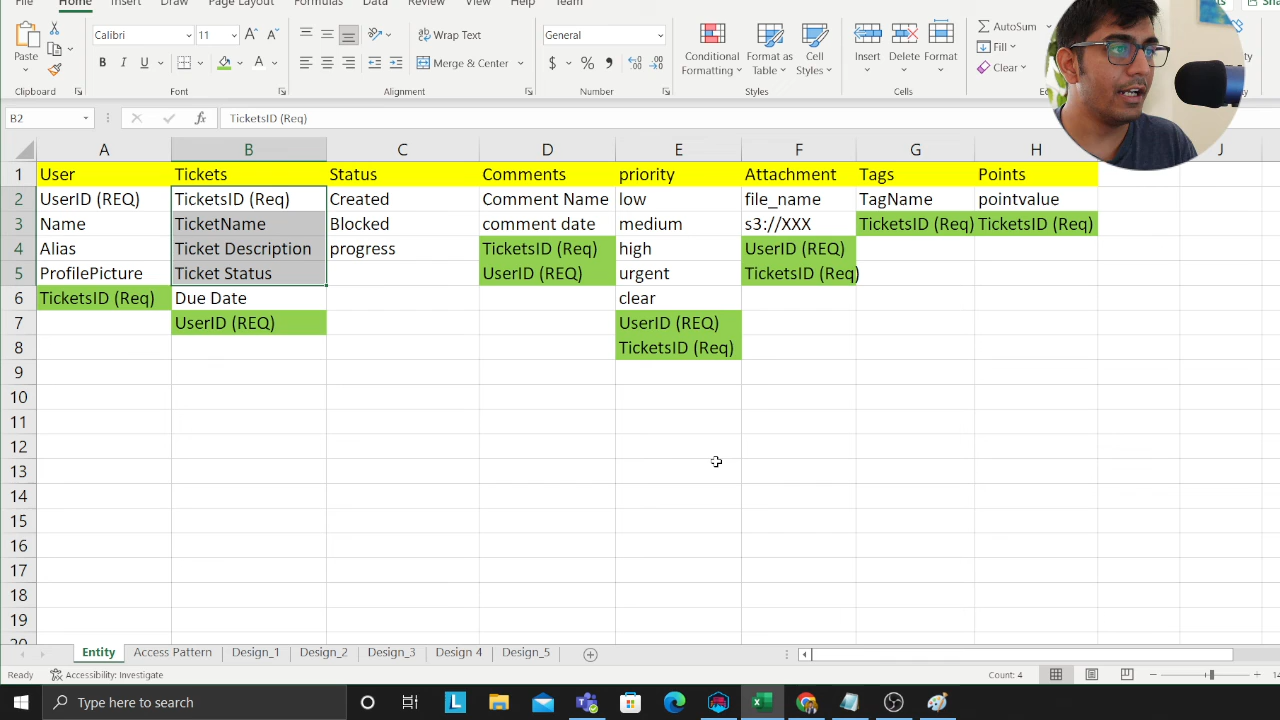 File Home Insert Draw Page Layout Formulas Data Review View Help Team
Paste
Calibri 11
B I U A
Wrap Text
Merge & Center
General
$ % ,
Conditional Formatting
Format as Table
Cell Styles
Insert Delete Format
AutoSum
Fill
Clear
Clipboard Font Alignment Number Styles Cells
B2 fx TicketsID (Req)
A B C D E F G H J
1 User Tickets Status Comments priority Attachment Tags Points
2 UserID (REQ) TicketsID (Req) Created Comment Name low file_name TagName pointvalue
3 Name TicketName Blocked comment date medium s3://XXX TicketsID (Req) TicketsID (Req)
4 Alias Ticket Description progress TicketsID (Req) high UserID (REQ)
5 ProfilePicture Ticket Status UserID (REQ) urgent TicketsID (Req)
6 TicketsID (Req) Due Date clear
7 UserID (REQ) UserID (REQ)
8 TicketsID (Req)
9
10
11
12
13
14
15
16
17
18
19
20
Entity Access Pattern Design_1 Design_2 Design_3 Design 4 Design_5
Ready Accessibility: Investigate Count: 4
Type here to search